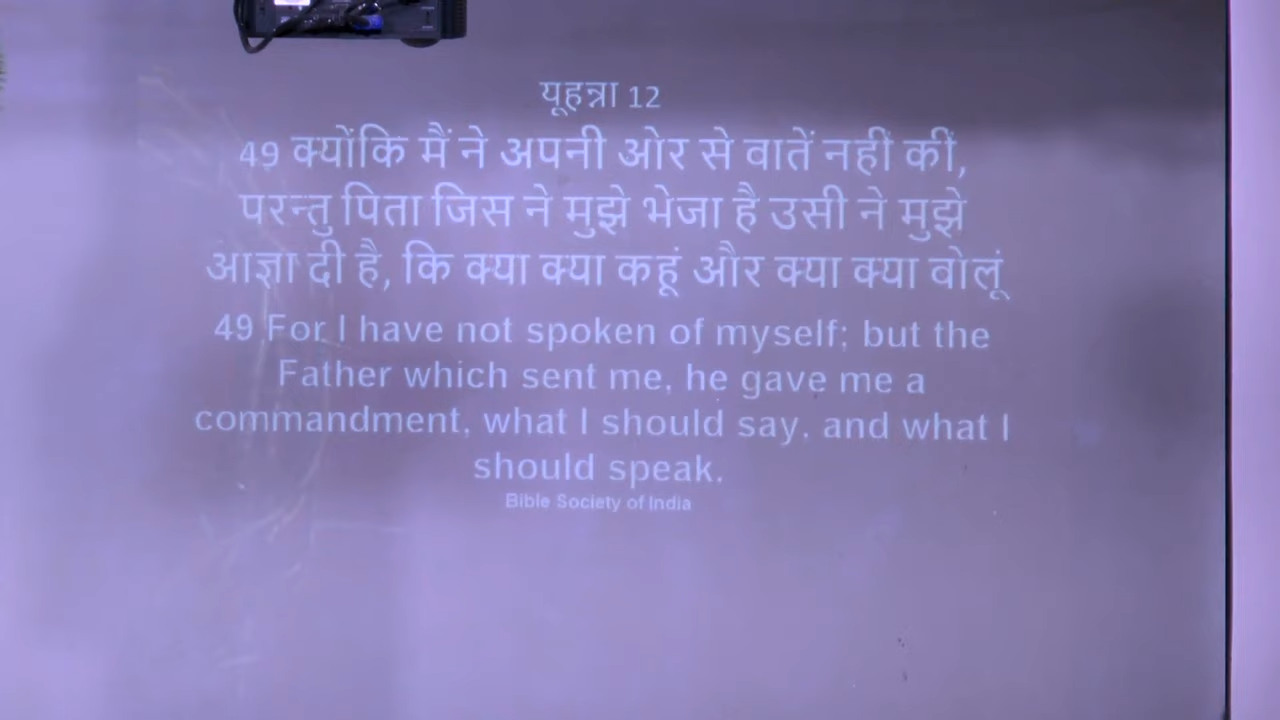 यूहन्ना 12
49 क्योंकि मैं ने अपनी ओर से बातें नहीं कीं,
परन्तु पिता जिस ने मुझे भेजा है उसी ने मुझे
आज्ञा दी है, कि क्या क्या कहूं और क्या क्या बोलूं
49 For I have not spoken of myself; but the
Father which sent me, he gave me a
commandment, what I should say, and what I
should speak.
Bible Society of India